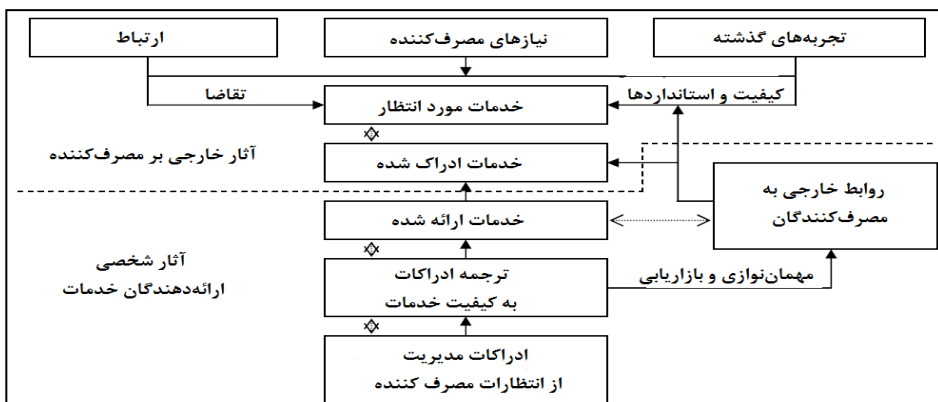 تجربه‌های گذشته
نیازهای مصرف‌کننده
ارتباط
کیفیت و استانداردها
تقاضا
خدمات مورد انتظار
آثار خارجی بر مصرف‌کننده
خدمات ادراک شده
روابط خارجی به
مصرف‌کنندگان
خدمات ارائه شده
آثار شخصی
ارائه‌دهندگان خدمات
ترجمه ادراکات
به کیفیت خدمات
مهمان‌نوازی و بازاریابی
ادراکات مدیریت
از انتظارات مصرف کننده